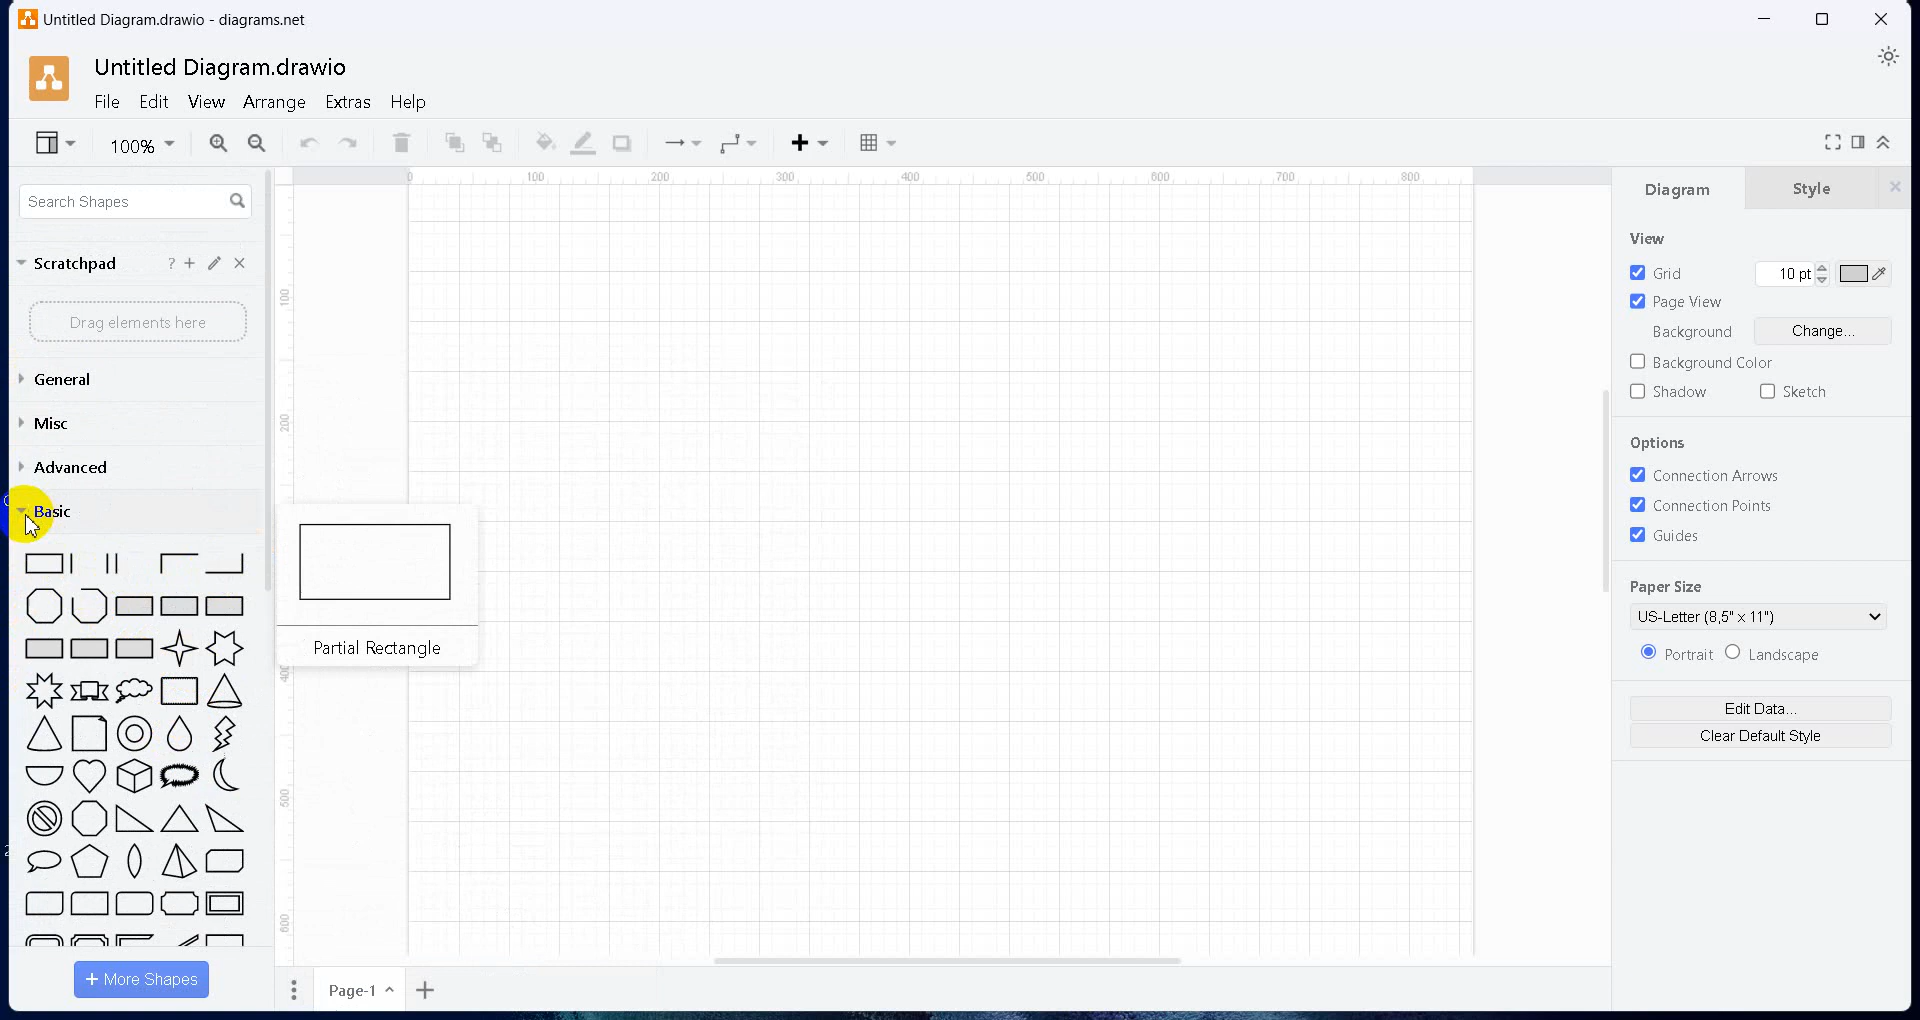 Untitled Diagram.drawio - diagrams.net
Untitled Diagram.drawio
File Edit View Arrange Extras Help
100%
Search Shapes
Scratchpad ? + ×
Drag elements here
General
Misc
Advanced
Basic
Partial Rectangle
+ More Shapes
0 100 200 300 400 500 600 700 800
100
200
400
500
600
Page-1
Diagram Style
View
Grid 10 pt
Page View
Background Change...
Background Color
Shadow Sketch
Options
Connection Arrows
Connection Points
Guides
Paper Size
US-Letter (8,5" x 11")
Portrait Landscape
Edit Data...
Clear Default Style